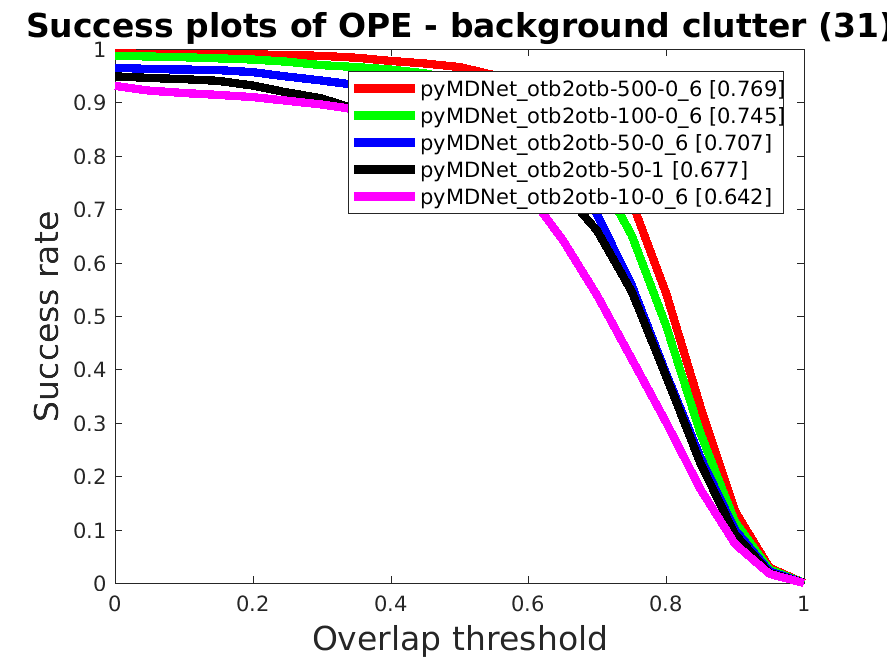 Success plots of OPE - background clutter (31)
1
0.9
0.8
0.7
0.6
0.5
0.4
0.3
0.2
0.1
0
Success rate
pyMDNet_otb2otb-500-0_6 [0.769]
pyMDNet_otb2otb-100-0_6 [0.745]
pyMDNet_otb2otb-50-0_6 [0.707]
pyMDNet_otb2otb-50-1 [0.677]
pyMDNet_otb2otb-10-0_6 [0.642]
0 0.2 0.4 0.6 0.8 1
Overlap threshold